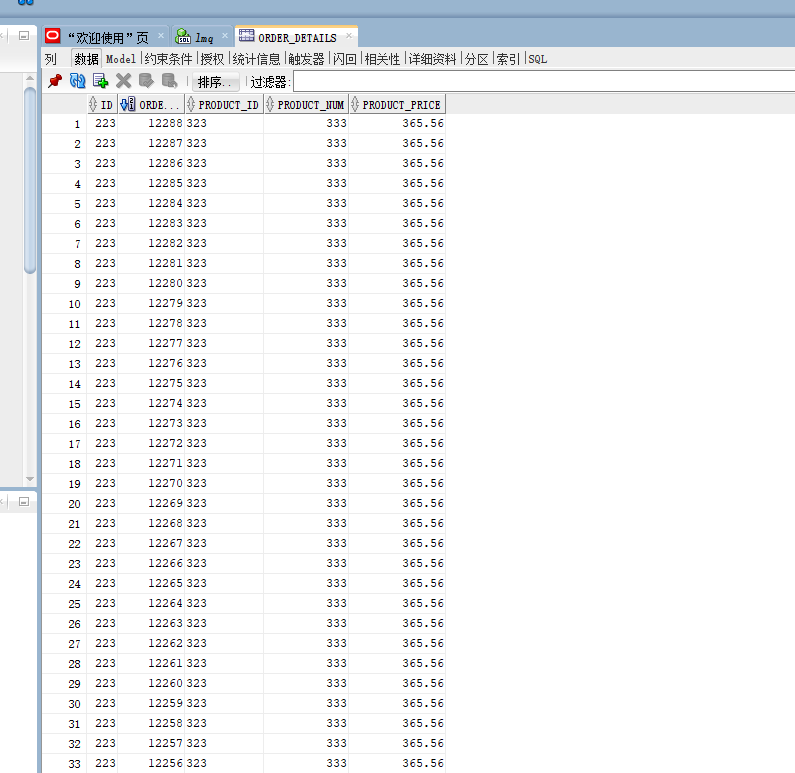 “欢迎使用”页 lmq ORDER_DETAILS
列 数据 Model 约束条件 授权 统计信息 触发器 闪回 相关性 详细资料 分区 索引 SQL
排序.. 过滤器:
ID ORDE... PRODUCT_ID PRODUCT_NUM PRODUCT_PRICE
1 223 12288 323 333 365.56
2 223 12287 323 333 365.56
3 223 12286 323 333 365.56
4 223 12285 323 333 365.56
5 223 12284 323 333 365.56
6 223 12283 323 333 365.56
7 223 12282 323 333 365.56
8 223 12281 323 333 365.56
9 223 12280 323 333 365.56
10 223 12279 323 333 365.56
11 223 12278 323 333 365.56
12 223 12277 323 333 365.56
13 223 12276 323 333 365.56
14 223 12275 323 333 365.56
15 223 12274 323 333 365.56
16 223 12273 323 333 365.56
17 223 12272 323 333 365.56
18 223 12271 323 333 365.56
19 223 12270 323 333 365.56
20 223 12269 323 333 365.56
21 223 12268 323 333 365.56
22 223 12267 323 333 365.56
23 223 12266 323 333 365.56
24 223 12265 323 333 365.56
25 223 12264 323 333 365.56
26 223 12263 323 333 365.56
27 223 12262 323 333 365.56
28 223 12261 323 333 365.56
29 223 12260 323 333 365.56
30 223 12259 323 333 365.56
31 223 12258 323 333 365.56
32 223 12257 323 333 365.56
33 223 12256 323 333 365.56